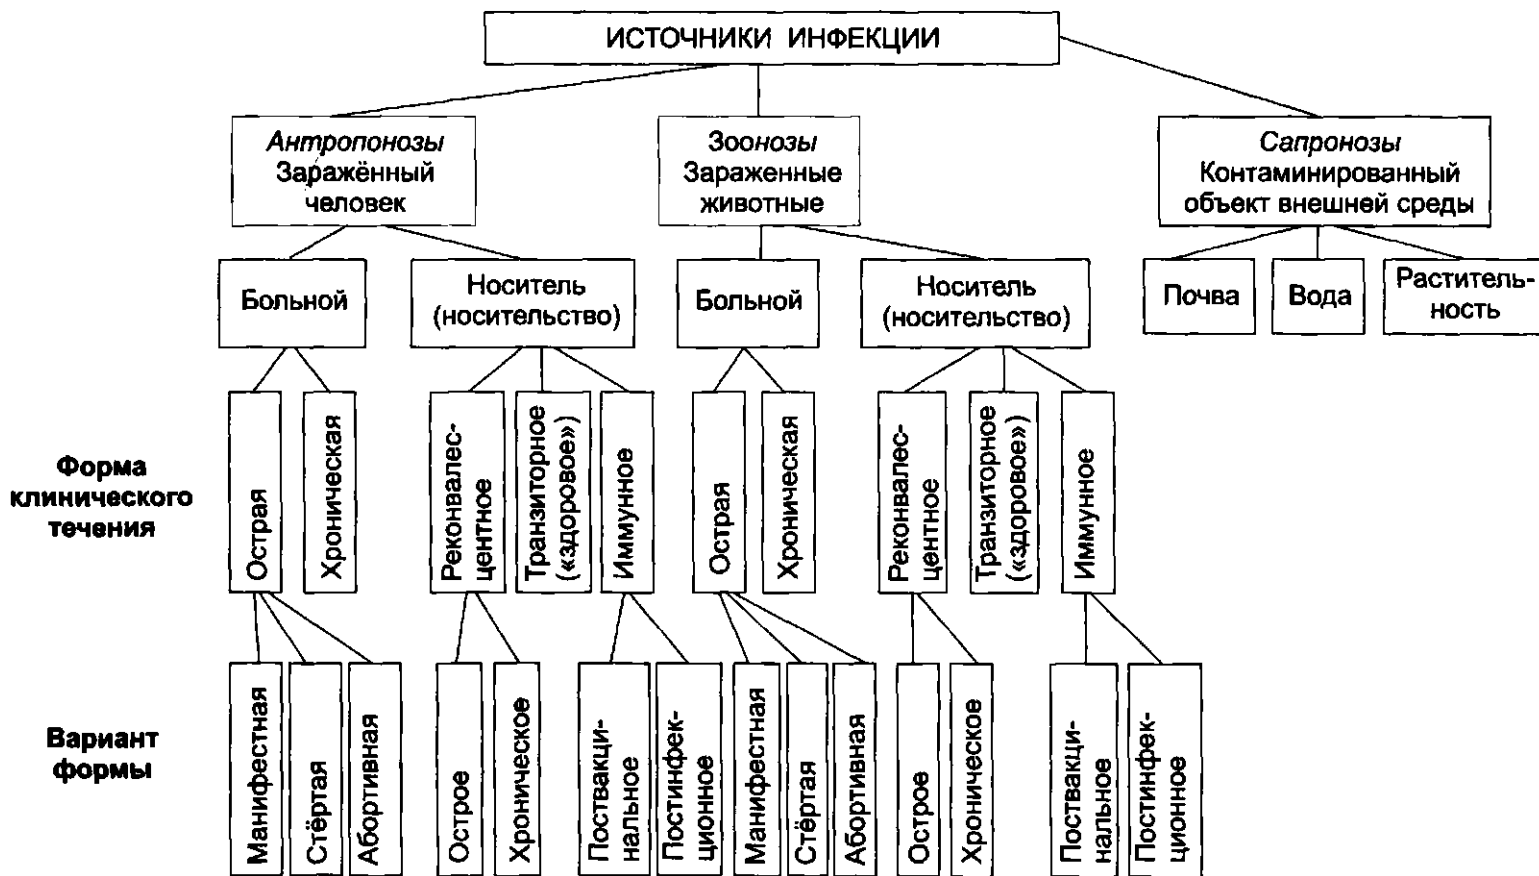 ИСТОЧНИКИ ИНФЕКЦИИ
Антропонозы
Заражённый
человек
Зоонозы
Зараженные
животные
Сапронозы
Контаминированный
объект внешней среды
Больной
Носитель
(носительство)
Больной
Носитель
(носительство)
Почва
Вода
Раститель-
ность
Форма
клинического
течения
Острая
Хроническая
Реконвалес-
центное
Транзиторное
(«здоровое»)
Иммунное
Острая
Хроническая
Реконвалес-
центное
Транзиторное
(«здоровое»)
Иммунное
Вариант
формы
Манифестная
Стёртая
Абортивная
Острое
Хроническое
Поствакци-
нальное
Постинфек-
ционное
Манифестная
Стёртая
Абортивная
Острое
Хроническое
Поствакци-
нальное
Постинфек-
ционное